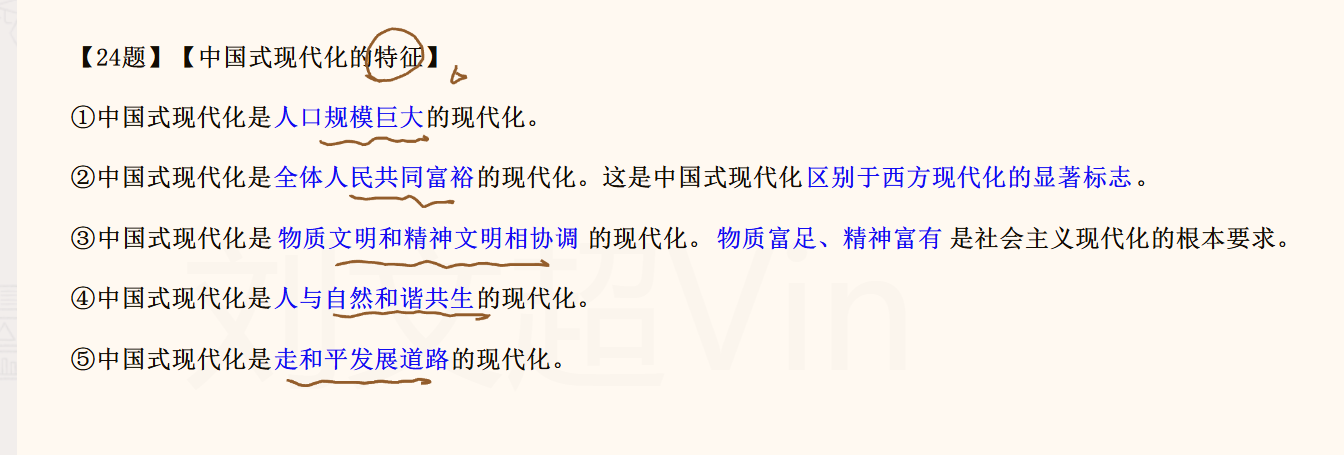 【24题】【中国式现代化的特征】
①中国式现代化是人口规模巨大的现代化。
②中国式现代化是全体人民共同富裕的现代化。这是中国式现代化区别于西方现代化的显著标志。
③中国式现代化是 物质文明和精神文明相协调 的现代化。 物质富足、精神富有 是社会主义现代化的根本要求。
④中国式现代化是人与自然和谐共生的现代化。
⑤中国式现代化是走和平发展道路的现代化。